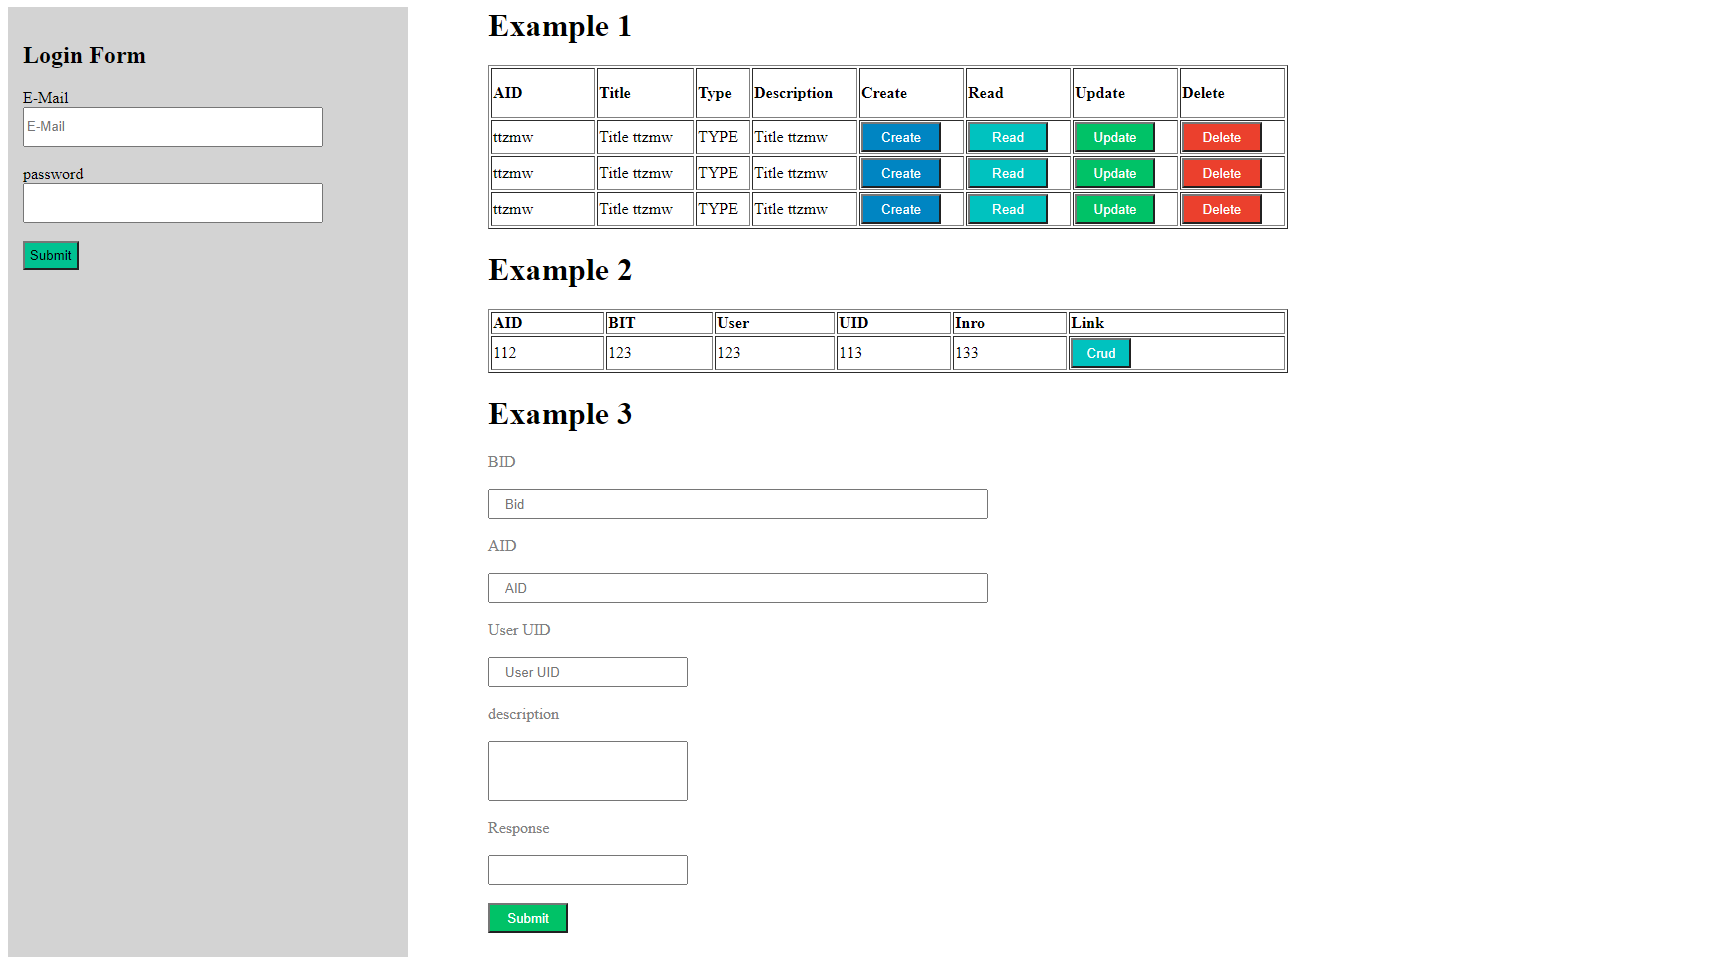 Login Form
E-Mail
E-Mail
password
Submit
Example 1
AID Title Type Description Create Read Update Delete
ttzmw Title ttzmw TYPE Title ttzmw Create Read Update Delete
ttzmw Title ttzmw TYPE Title ttzmw Create Read Update Delete
ttzmw Title ttzmw TYPE Title ttzmw Create Read Update Delete
Example 2
AID BIT User UID Inro Link
112 123 123 113 133 Crud
Example 3
BID
Bid
AID
AID
User UID
User UID
description
Response
Submit